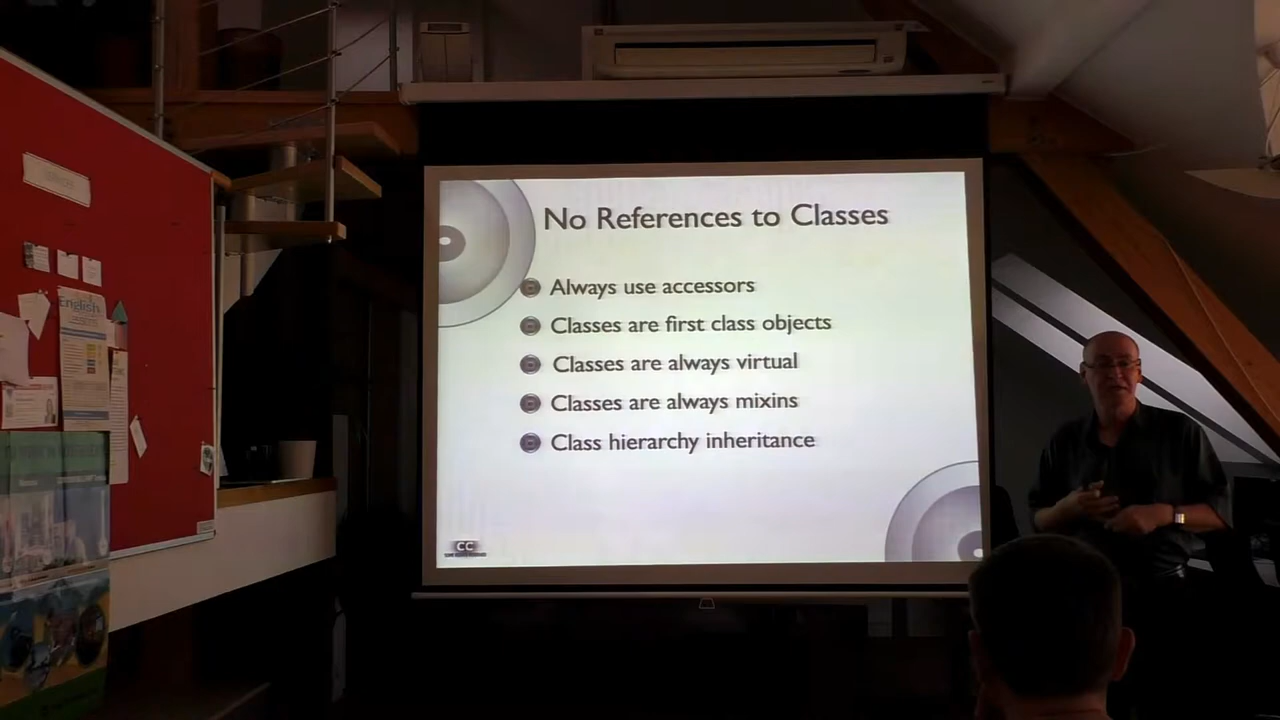 No References to Classes
Always use accessors
Classes are first class objects
Classes are always virtual
Classes are always mixins
Class hierarchy inheritance
CC
English